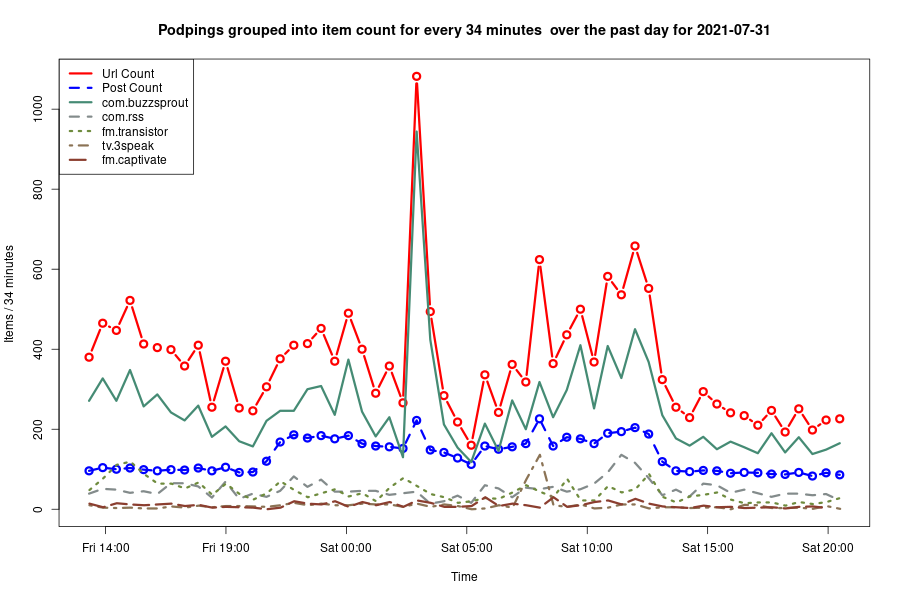 Podpings grouped into item count for every 34 minutes  over the past day for 2021-07-31
Url Count
Post Count
com.buzzsprout
com.rss
fm.transistor
tv.3speak
fm.captivate
Items / 34 minutes
1000
800
600
400
200
0
Fri 14:00 Fri 19:00 Sat 00:00 Sat 05:00 Sat 10:00 Sat 15:00 Sat 20:00
Time